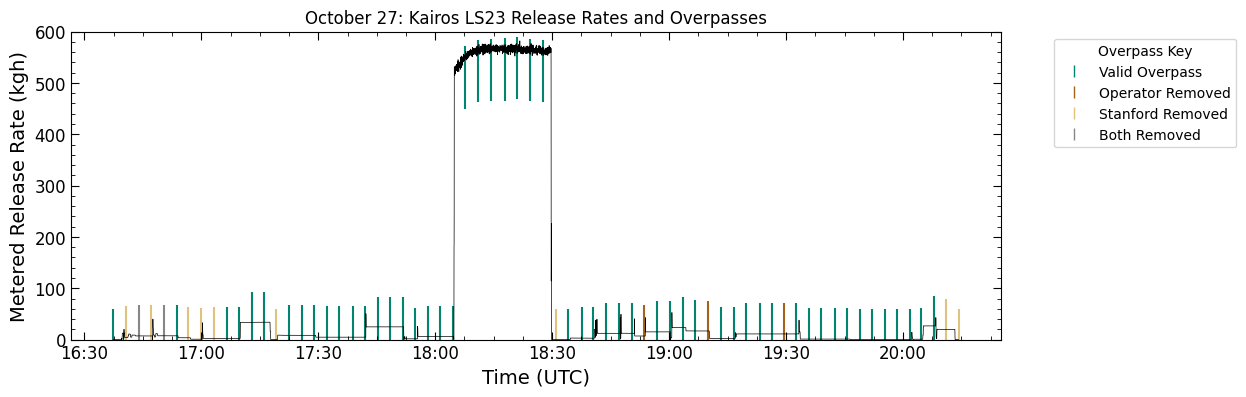 October 27: Kairos LS23 Release Rates and Overpasses
Metered Release Rate (kgh)
600
500
400
300
200
100
0
16:30 17:00 17:30 18:00 18:30 19:00 19:30 20:00
Time (UTC)
Overpass Key
Valid Overpass
Operator Removed
Stanford Removed
Both Removed